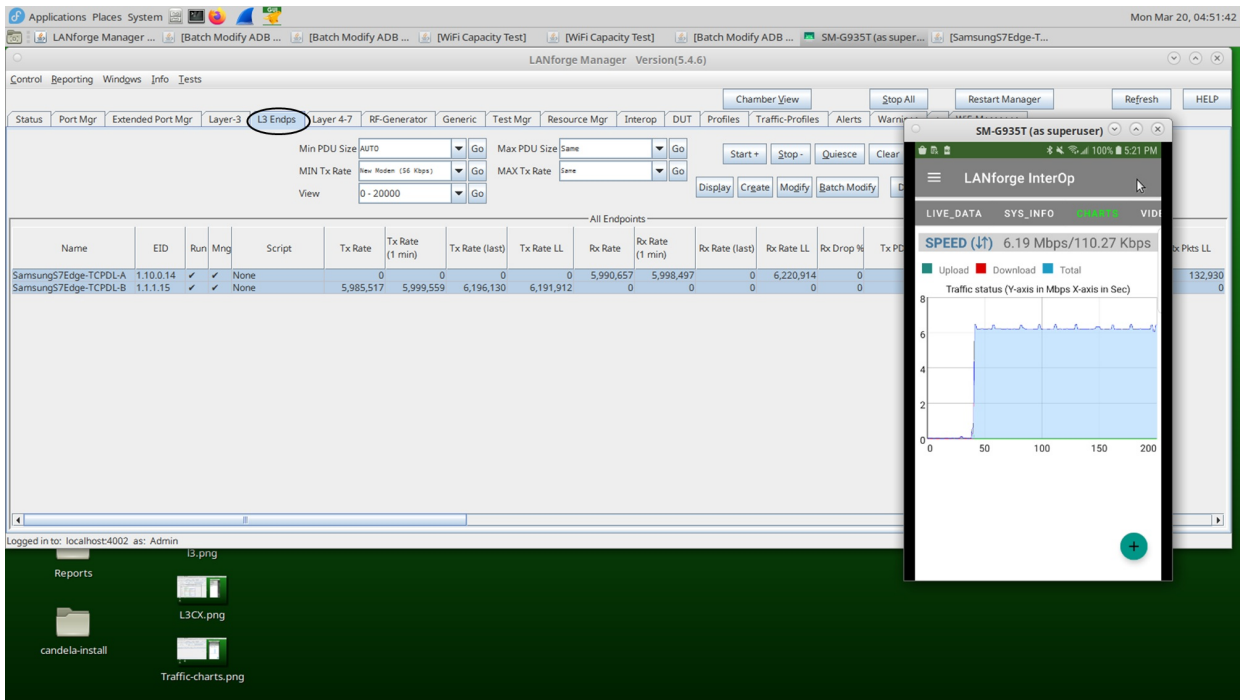 Applications Places System GUI Mon Mar 20, 04:51:42
LANforge Manager ... [Batch Modify ADB ... [Batch Modify ADB ... [WiFi Capacity Test] [WiFi Capacity Test] [Batch Modify ADB ... SM-G935T (as super... [SamsungS7Edge-T...
LANforge Manager Version(5.4.6)
Control Reporting Windows Info Tests
Chamber View Stop All Restart Manager Refresh HELP
Status Port Mgr Extended Port Mgr Layer-3 L3 Endps Layer 4-7 RF-Generator Generic Test Mgr Resource Mgr Interop DUT Profiles Traffic-Profiles Alerts
Min PDU Size AUTO Go Max PDU Size Same Go Start + Stop - Quiesce Clear
MIN Tx Rate New Modem (56 Kbps) Go MAX Tx Rate Same Go
View 0 - 20000 Go Display Create Modify Batch Modify
All Endpoints
Name EID Run Mng Script Tx Rate Tx Rate (1 min) Tx Rate (last) Tx Rate LL Rx Rate Rx Rate (1 min) Rx Rate (last) Rx Rate LL Rx Drop % Tx PD Pkts LL
SamsungS7Edge-TCPDL-A 1.10.0.14 ✔ ✔ None 0 0 0 0 5,990,657 5,998,497 0 6,220,914 0 132,930
SamsungS7Edge-TCPDL-B 1.1.1.15 ✔ ✔ None 5,985,517 5,999,559 6,196,130 6,191,912 0 0 0 0 0 0
SM-G935T (as superuser)
100% 5:21 PM
LANforge InterOp
LIVE_DATA SYS_INFO CHARTS VIDE
SPEED (↓↑) 6.19 Mbps/110.27 Kbps
Upload Download Total
Traffic status (Y-axis in Mbps X-axis in Sec)
8
6
4
2
0
0 50 100 150 200
+
Logged in to: localhost:4002 as: Admin
l3.png
Reports
L3CX.png
candela-install
Traffic-charts.png